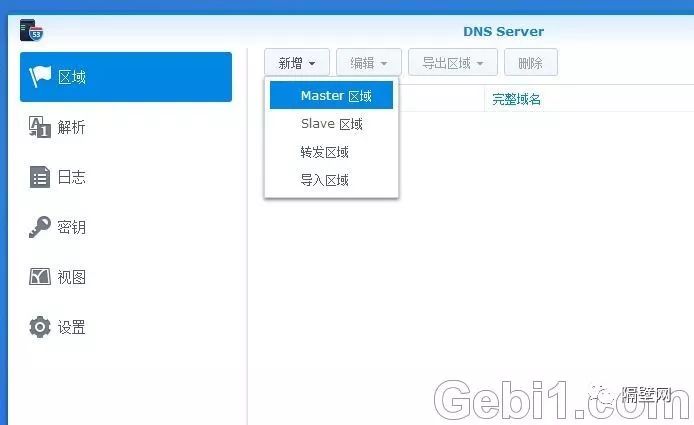 53
DNS Server
区域
解析
日志
密钥
视图
设置
新增
编辑
导出区域
删除
Master 区域
Slave 区域
转发区域
导入区域
完整域名
隔壁网
Gebi1.com